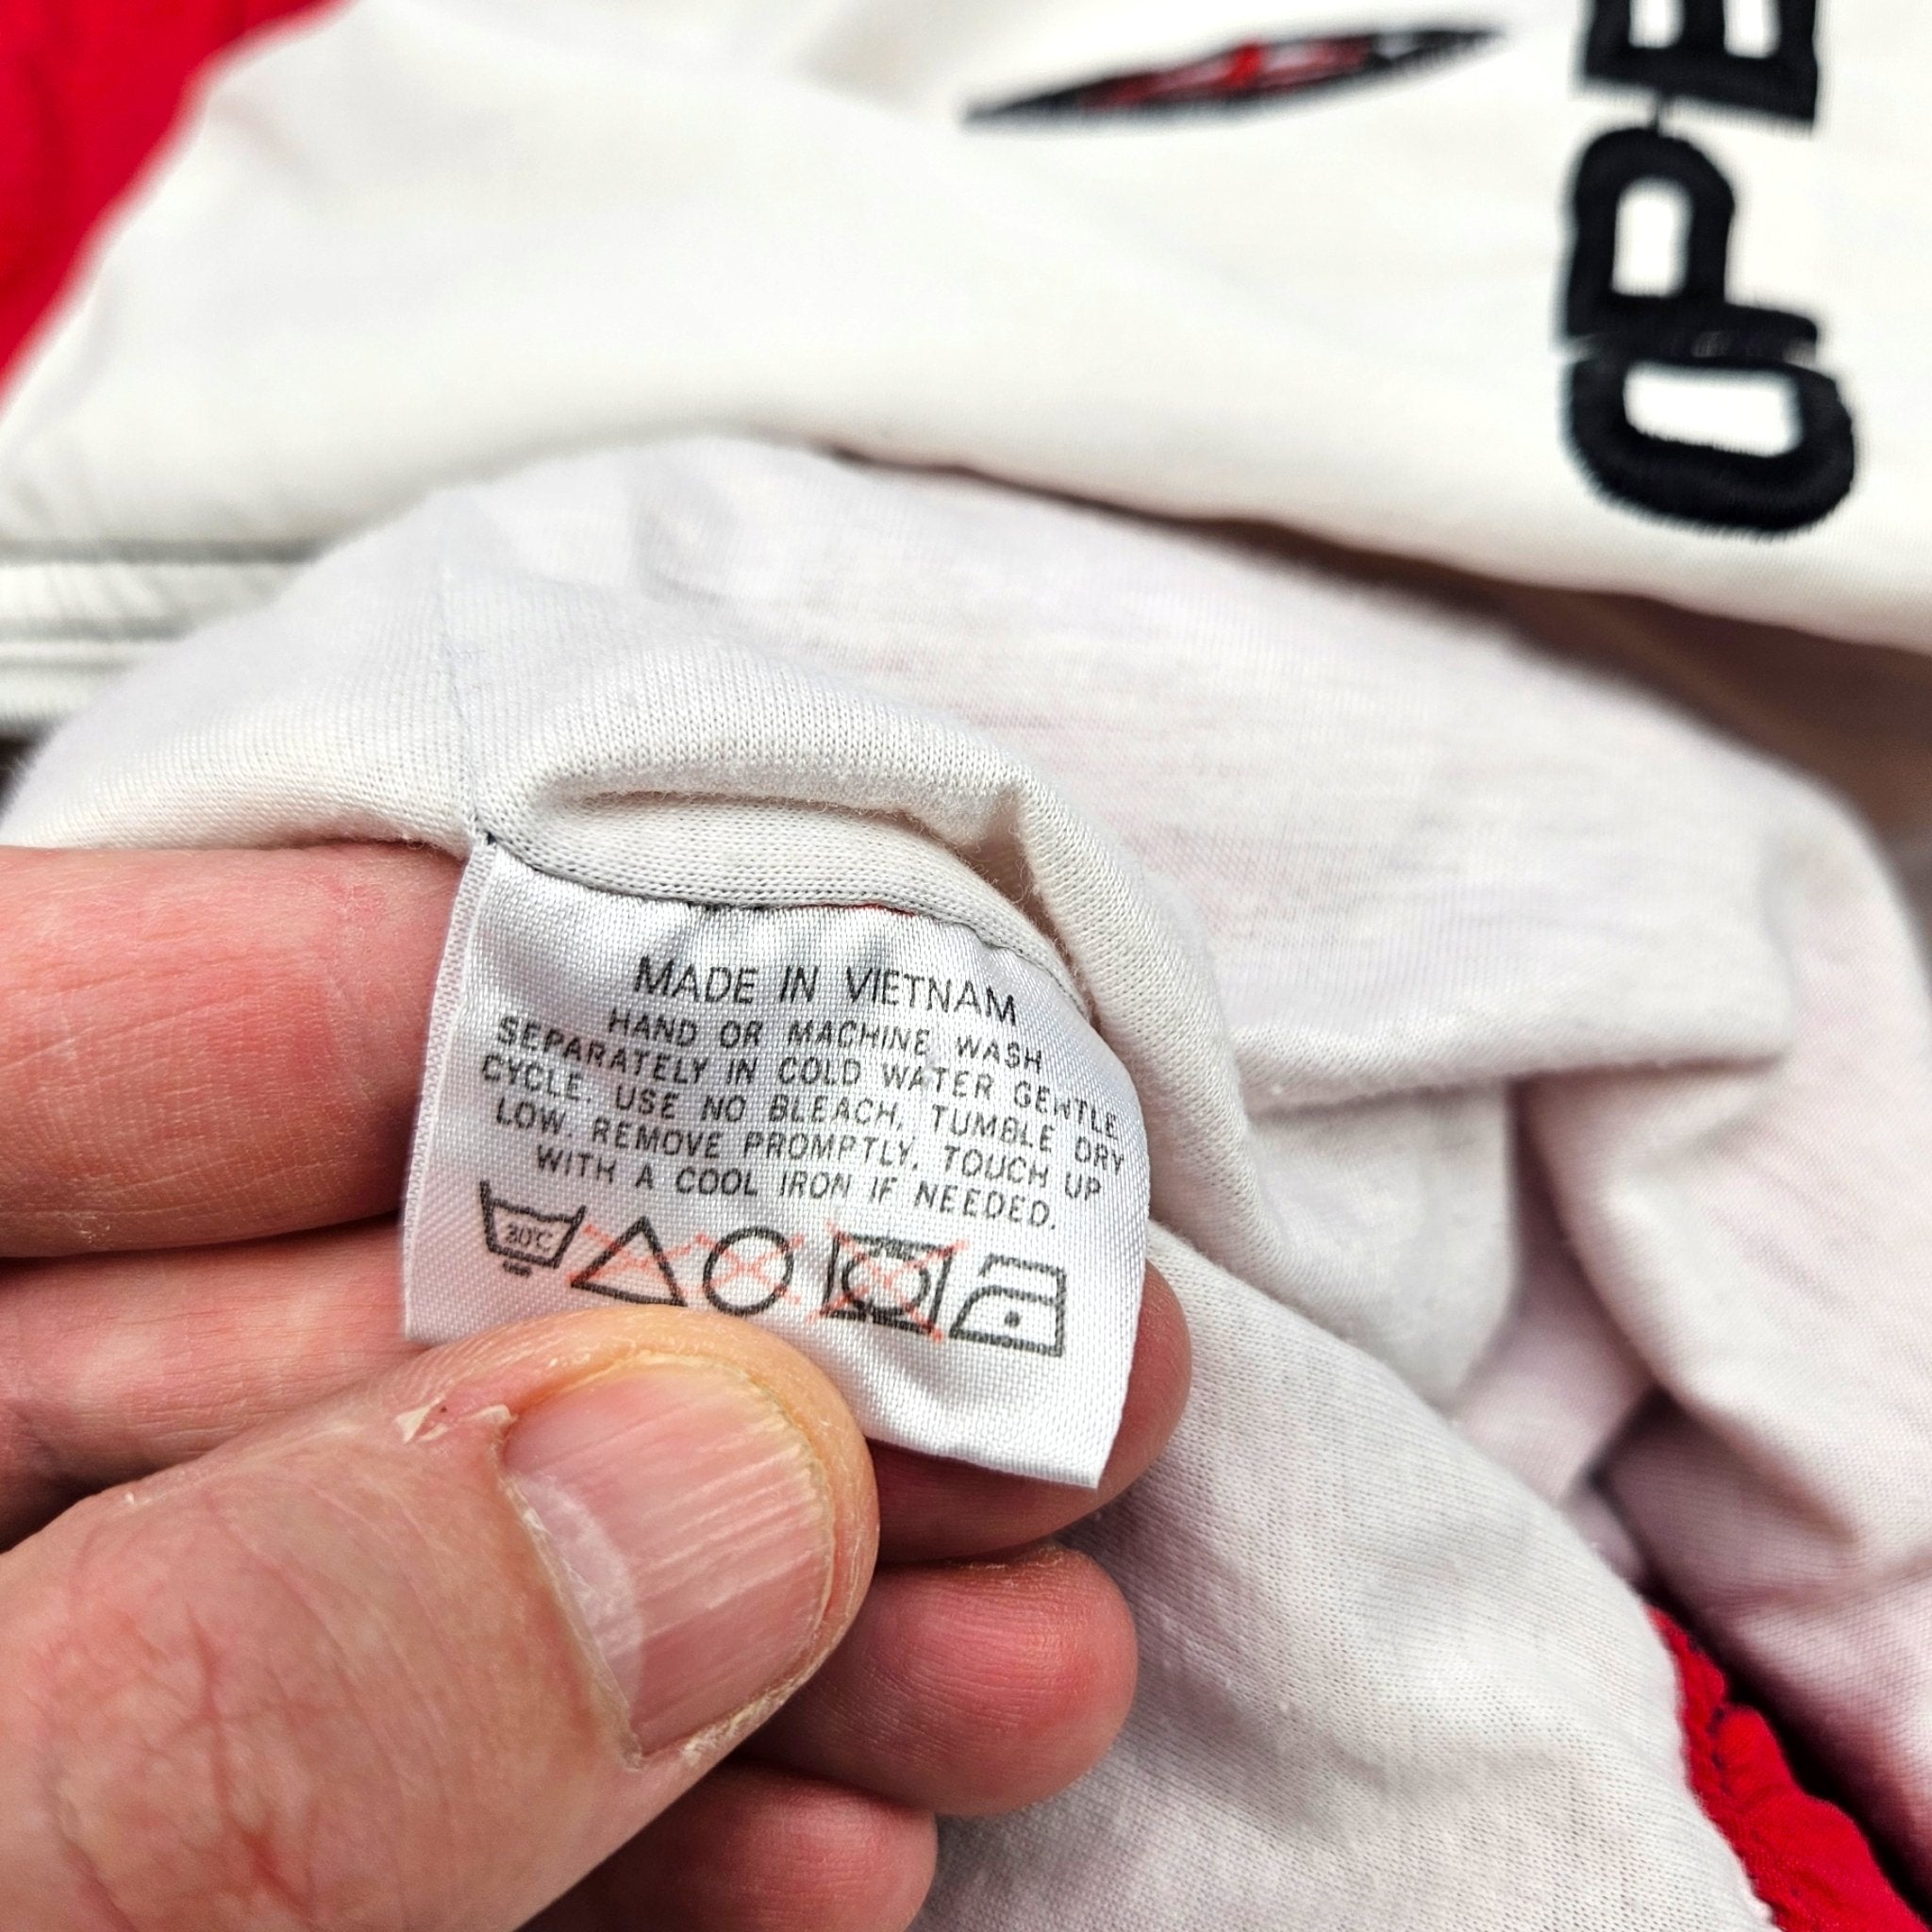 OPE
MADE IN VIETNAM
HAND OR MACHINE WASH
SEPARATELY IN COLD WATER GENTLE
CYCLE. USE NO BLEACH, TUMBLE DRY
LOW. REMOVE PROMPTLY. TOUCH UP
WITH A COOL IRON IF NEEDED.
30°C